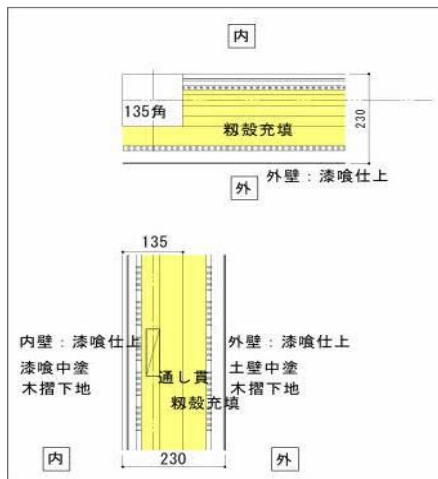 内
135角
籾殻充填
230
外壁：漆喰仕上
外
135
内壁：漆喰仕上
漆喰中塗
木摺下地
外壁：漆喰仕上
土壁中塗
木摺下地
通し貫
籾殻充填
内
230
外